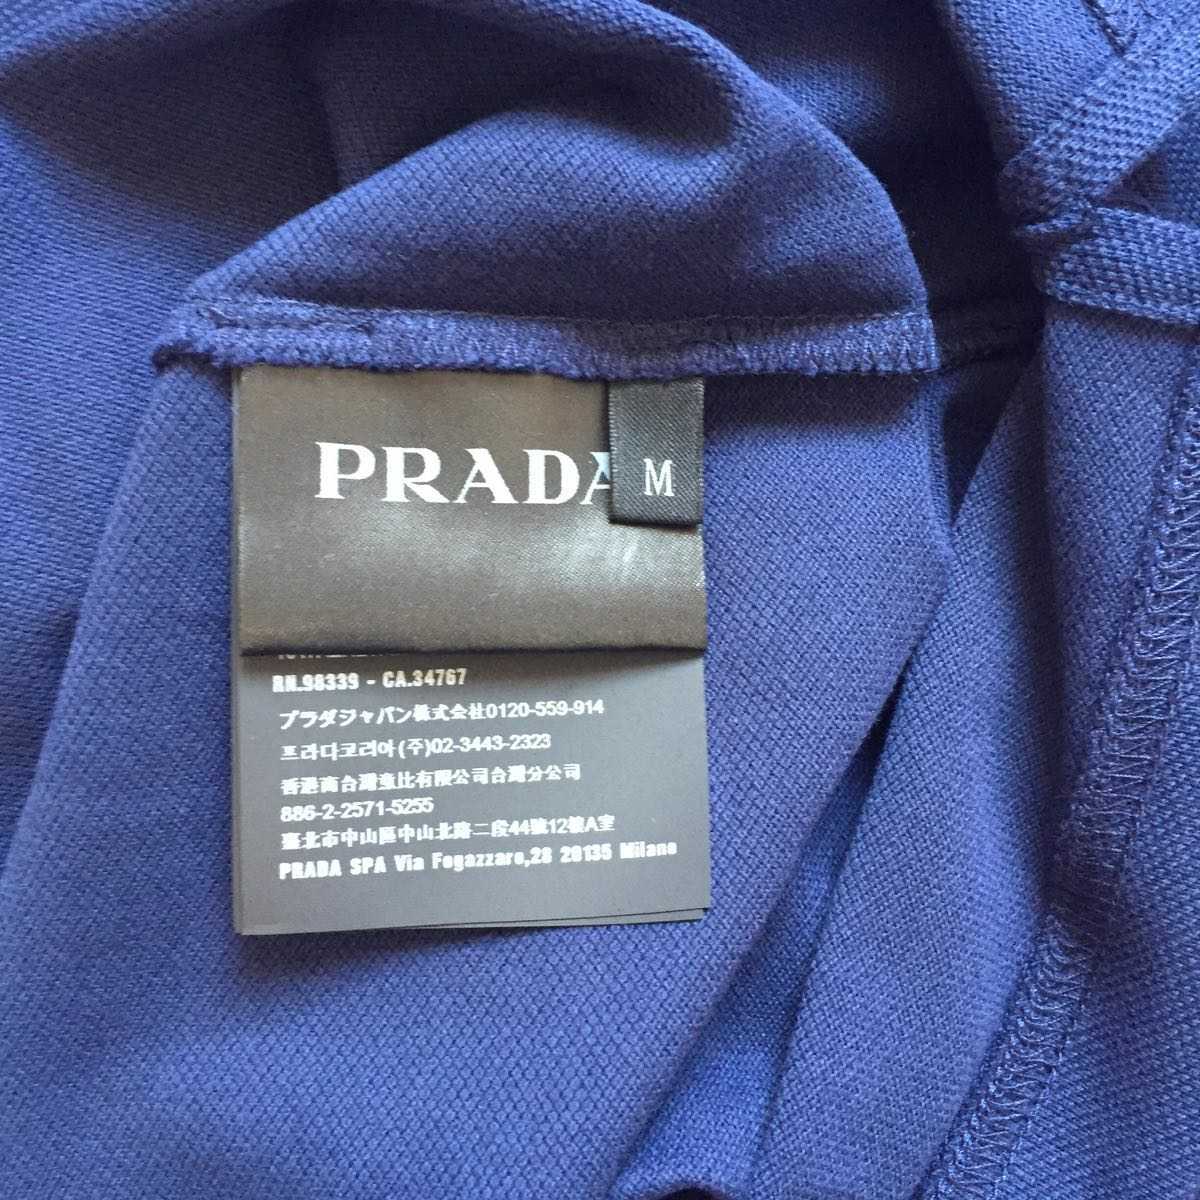 PRADA
M
RN.98339 - CA.34767
プラダジャパン株式会社0120-559-914
프라다코리아(주)02-3443-2323
香港商台灣壹比有限公司台灣分公司
886-2-2571-5255
臺北市中山區中山北路二段44號12樓A室
PRADA SPA Via Fogazzaro,28 20135 Milano